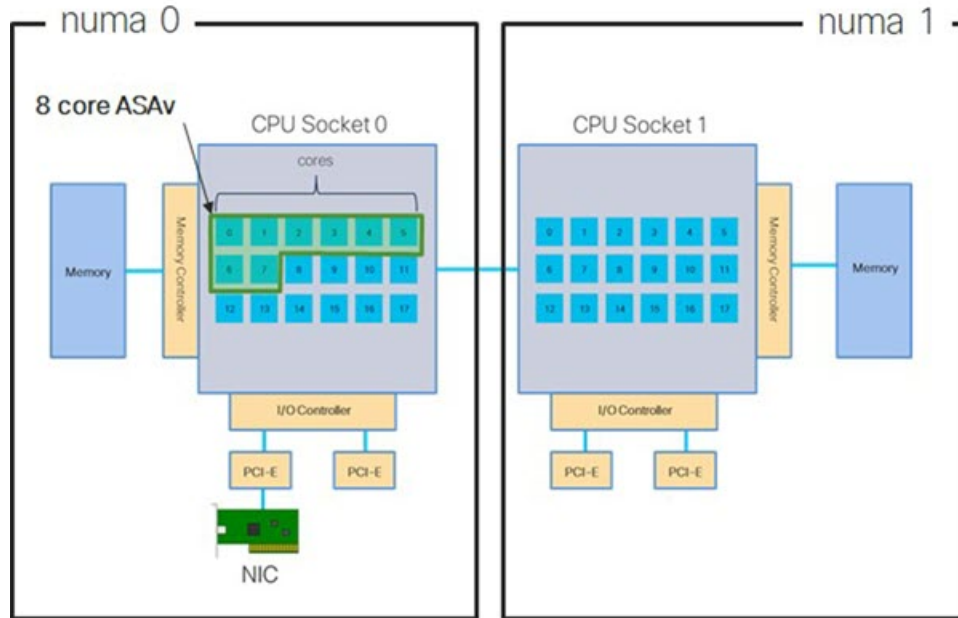 numa 0
numa 1
8 core ASAv
CPU Socket 0
CPU Socket 1
cores
0 1 2 3 4 5
6 7 8 9 10 11
12 13 14 15 16 17
0 1 2 3 4 5
6 7 8 9 10 11
12 13 14 15 16 17
Memory
Memory Controller
Memory Controller
Memory
I/O Controller
I/O Controller
PCI-E
PCI-E
PCI-E
PCI-E
NIC